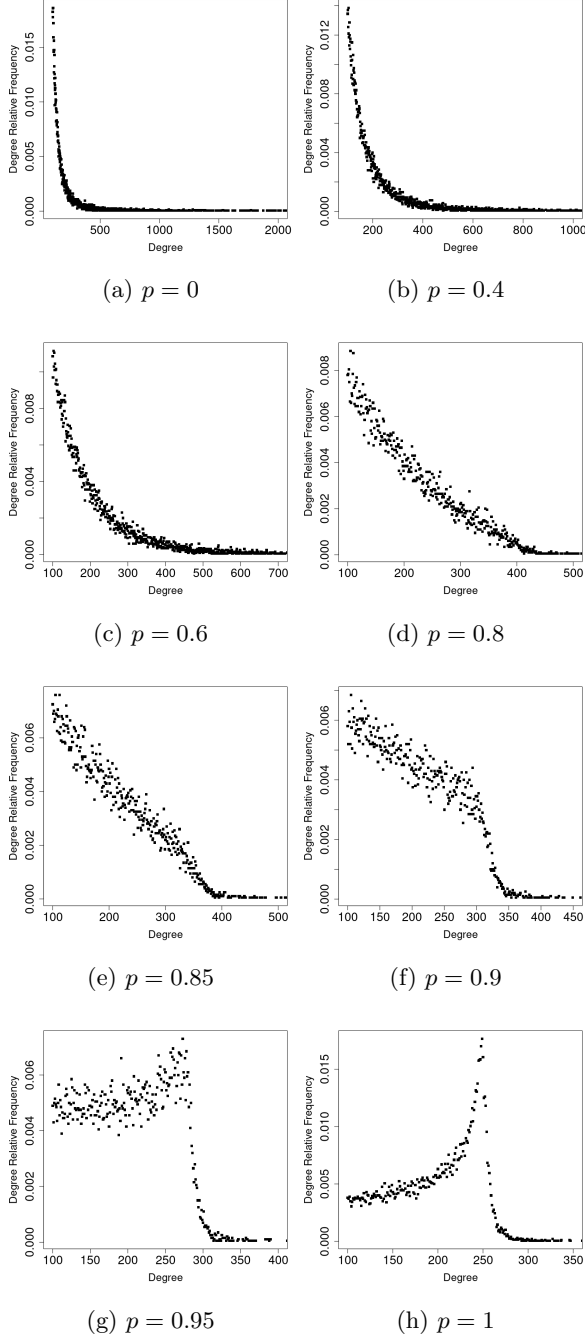 Degree Relative Frequency
0.000 0.005 0.010 0.015
500 1000 1500 2000
Degree
(a) p = 0
Degree Relative Frequency
0.000 0.004 0.008 0.012
200 400 600 800 1000
Degree
(b) p = 0.4
Degree Relative Frequency
0.000 0.004 0.008
100 200 300 400 500 600 700
Degree
(c) p = 0.6
Degree Relative Frequency
0.000 0.002 0.004 0.006 0.008
100 200 300 400 500
Degree
(d) p = 0.8
Degree Relative Frequency
0.000 0.002 0.004 0.006
100 200 300 400 500
Degree
(e) p = 0.85
Degree Relative Frequency
0.000 0.002 0.004 0.006
100 150 200 250 300 350 400 450
Degree
(f) p = 0.9
Degree Relative Frequency
0.000 0.002 0.004 0.006
100 150 200 250 300 350 400
Degree
(g) p = 0.95
Degree Relative Frequency
0.000 0.005 0.010 0.015
100 150 200 250 300 350
Degree
(h) p = 1